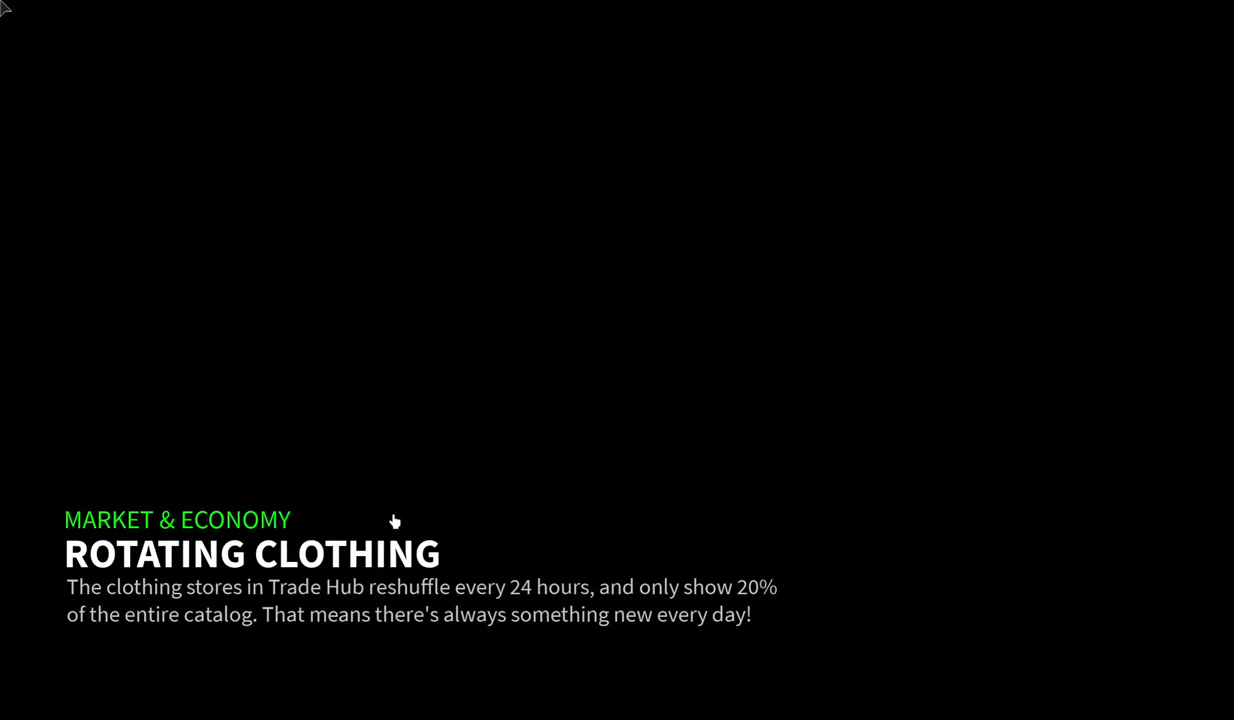 MARKET & ECONOMY
ROTATING CLOTHING
The clothing stores in Trade Hub reshuffle every 24 hours, and only show 20%
of the entire catalog. That means there's always something new every day!